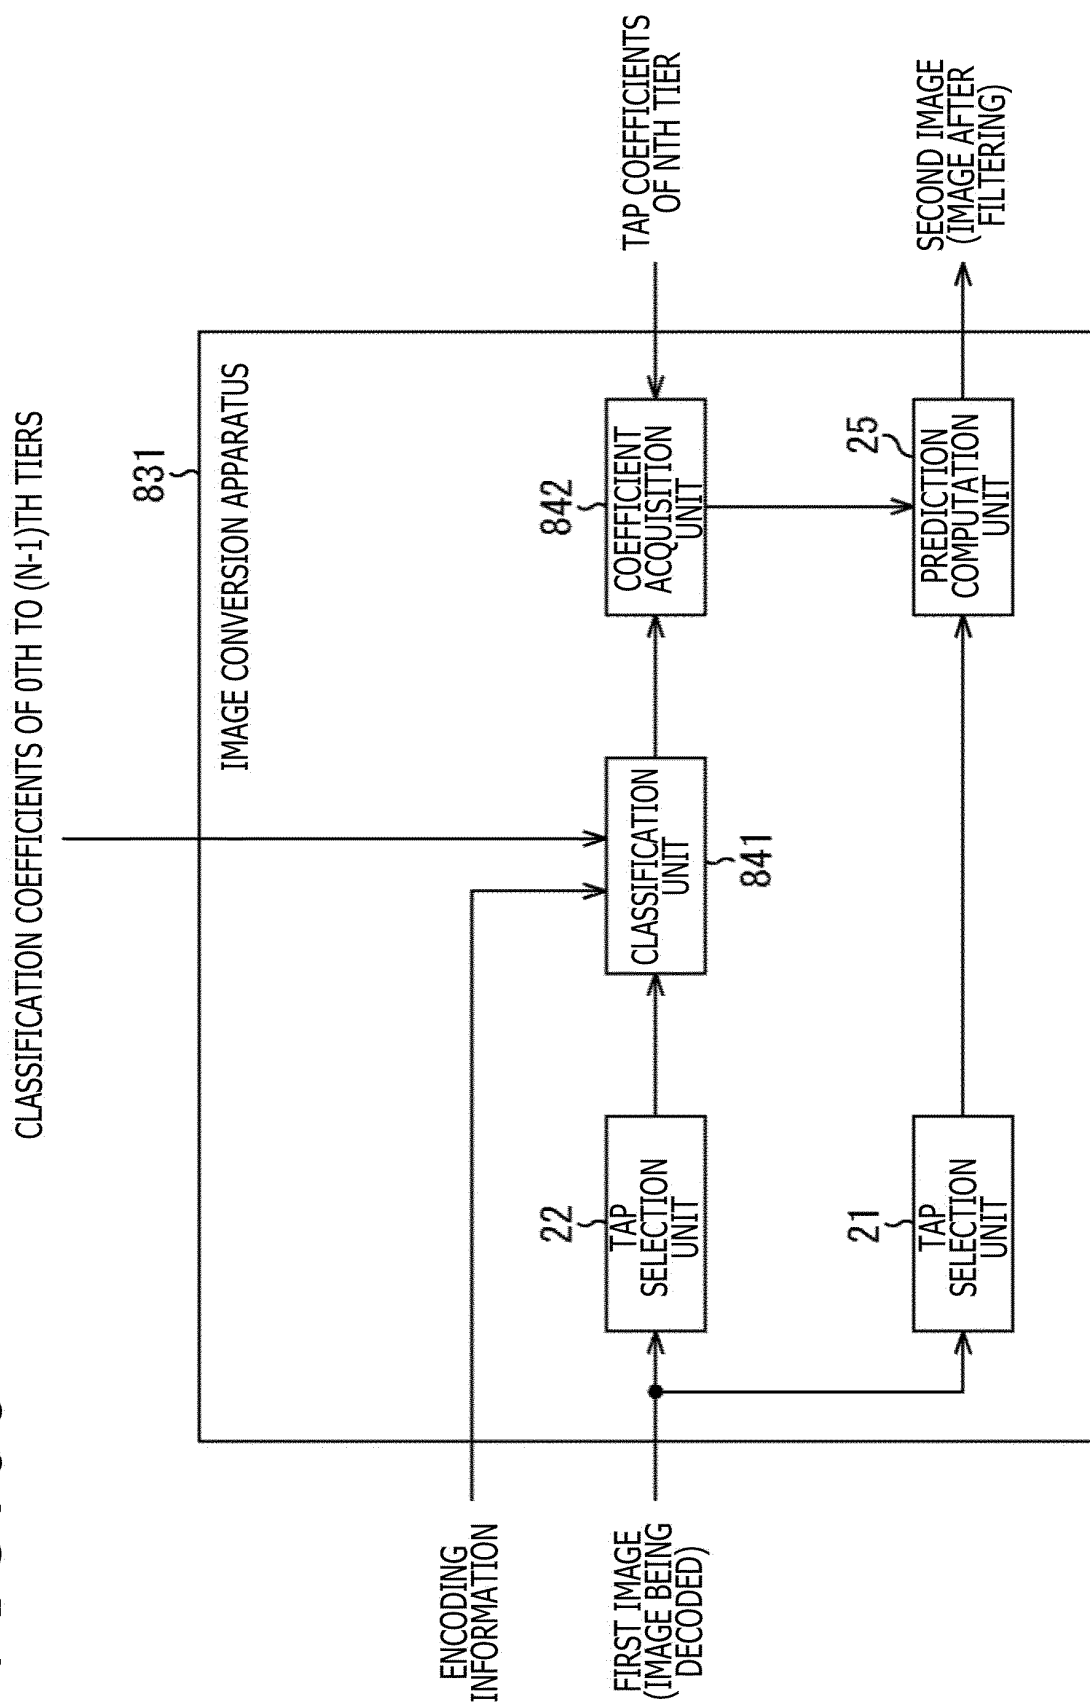 CLASSIFICATION COEFFICIENTS OF 0TH TO (N-1)TH TIERS
831
IMAGE CONVERSION APPARATUS
ENCODING
INFORMATION
FIRST IMAGE
(IMAGE BEING
DECODED)
22
TAP
SELECTION
UNIT
CLASSIFICATION
UNIT
841
842
COEFFICIENT
ACQUISITION
UNIT
TAP COEFFICIENTS
OF NTH TIER
21
TAP
SELECTION
UNIT
25
PREDICTION
COMPUTATION
UNIT
SECOND IMAGE
(IMAGE AFTER
FILTERING)